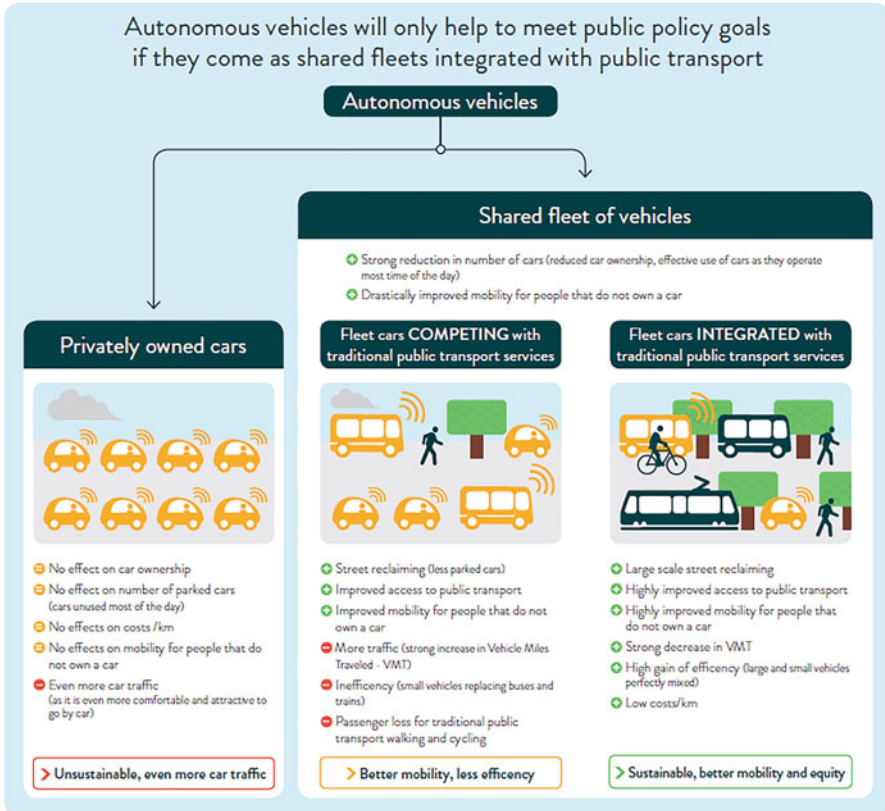 Autonomous vehicles will only help to meet public policy goals
if they come as shared fleets integrated with public transport
Autonomous vehicles
Shared fleet of vehicles
Strong reduction in number of cars (reduced car ownership, effective use of cars as they operate
most time of the day)
Drastically improved mobility for people that do not own a car
Privately owned cars
No effect on car ownership
No effect on number of parked cars
(cars unused most of the day)
No effects on costs /km
No effects on mobility for people that do
not own a car
Even more car traffic
(as it is even more comfortable and attractive to
go by car)
> Unsustainable, even more car traffic
Fleet cars COMPETING with
traditional public transport services
Street reclaiming (less parked cars)
Improved access to public transport
Improved mobility for people that do not
own a car
More traffic (strong increase in Vehicle Miles
Traveled - VMT)
Inefficency (small vehicles replacing buses and
trains)
Passenger loss for traditional public
transport walking and cycling
> Better mobility, less efficency
Fleet cars INTEGRATED with
traditional public transport services
Large scale street reclaiming
Highly improved access to public transport
Highly improved mobility for people that
do not own a car
Strong decrease in VMT
High gain of efficency (large and small vehicles
perfectly mixed)
Low costs/km
> Sustainable, better mobility and equity